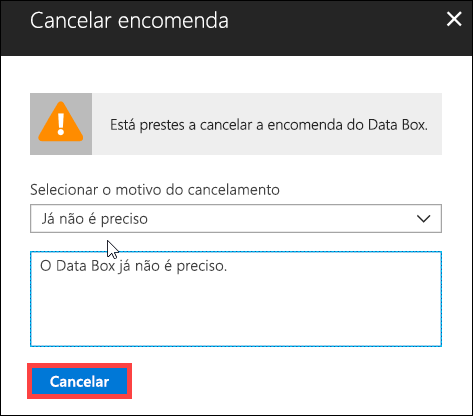 Cancelar encomenda
Está prestes a cancelar a encomenda do Data Box.
Selecionar o motivo do cancelamento
Já não é preciso
O Data Box já não é preciso.
Cancelar